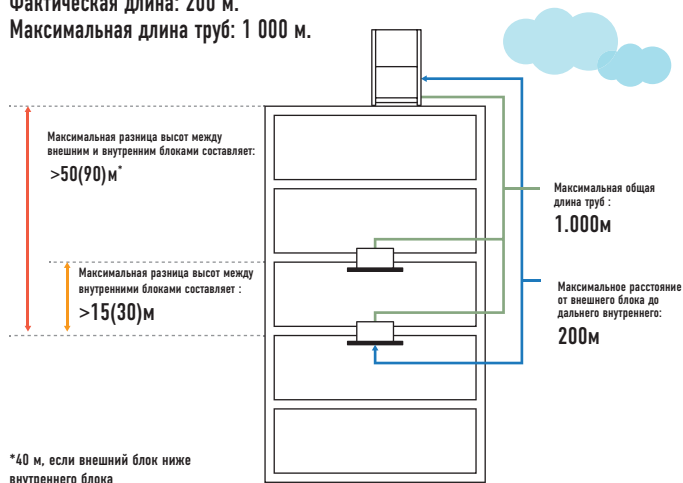 Фактическая длина: 200 м.
Максимальная длина труб: 1 000 м.
Максимальная разница высот между
внешним и внутренним блоками составляет:
>50(90)м*
Максимальная разница высот между
внутренними блоками составляет :
>15(30)м
Максимальная общая
длина труб :
1.000м
Максимальное расстояние
от внешнего блока до
дальнего внутреннего:
200м
*40 м, если внешний блок ниже
внутреннего блока